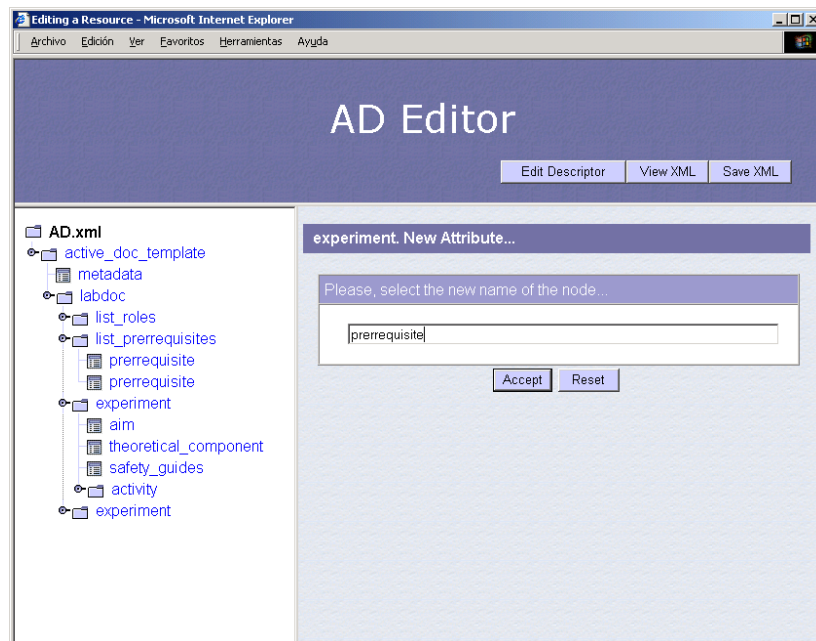 Editing a Resource - Microsoft Internet Explorer
Archivo Edición Ver Favoritos Herramientas Ayuda
AD Editor
Edit Descriptor View XML Save XML
AD.xml
active_doc_template
metadata
labdoc
list_roles
list_prerrequisites
prerrequisite
prerrequisite
experiment
aim
theoretical_component
safety_guides
activity
experiment
experiment. New Attribute...
Please, select the new name of the node...
prerrequisite
Accept Reset